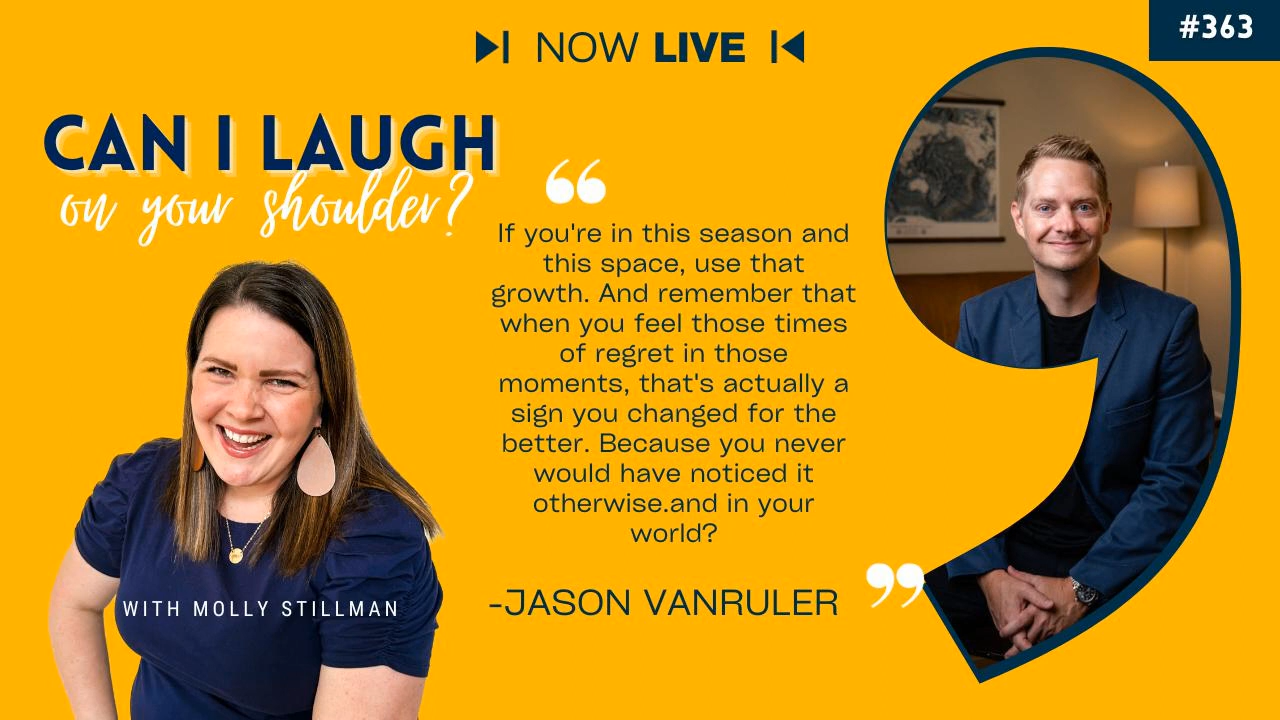 #363
NOW LIVE
CAN I LAUGH
on your shoulder?
If you're in this season and
this space, use that
growth. And remember that
when you feel those times
of regret in those
moments, that's actually a
sign you changed for the
better. Because you never
would have noticed it
otherwise.and in your
world?
-JASON VANRULER
WITH MOLLY STILLMAN